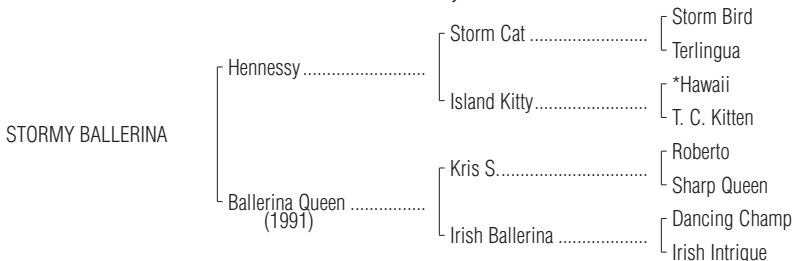 Storm Bird
Storm Cat ........................
Terlingua
Hennessy .........................
*Hawaii
Island Kitty .......................
T. C. Kitten
STORMY BALLERINA
Roberto
Kris S. ..............................
Sharp Queen
Ballerina Queen ................
(1991)
Dancing Champ
Irish Ballerina ..................
Irish Intrigue